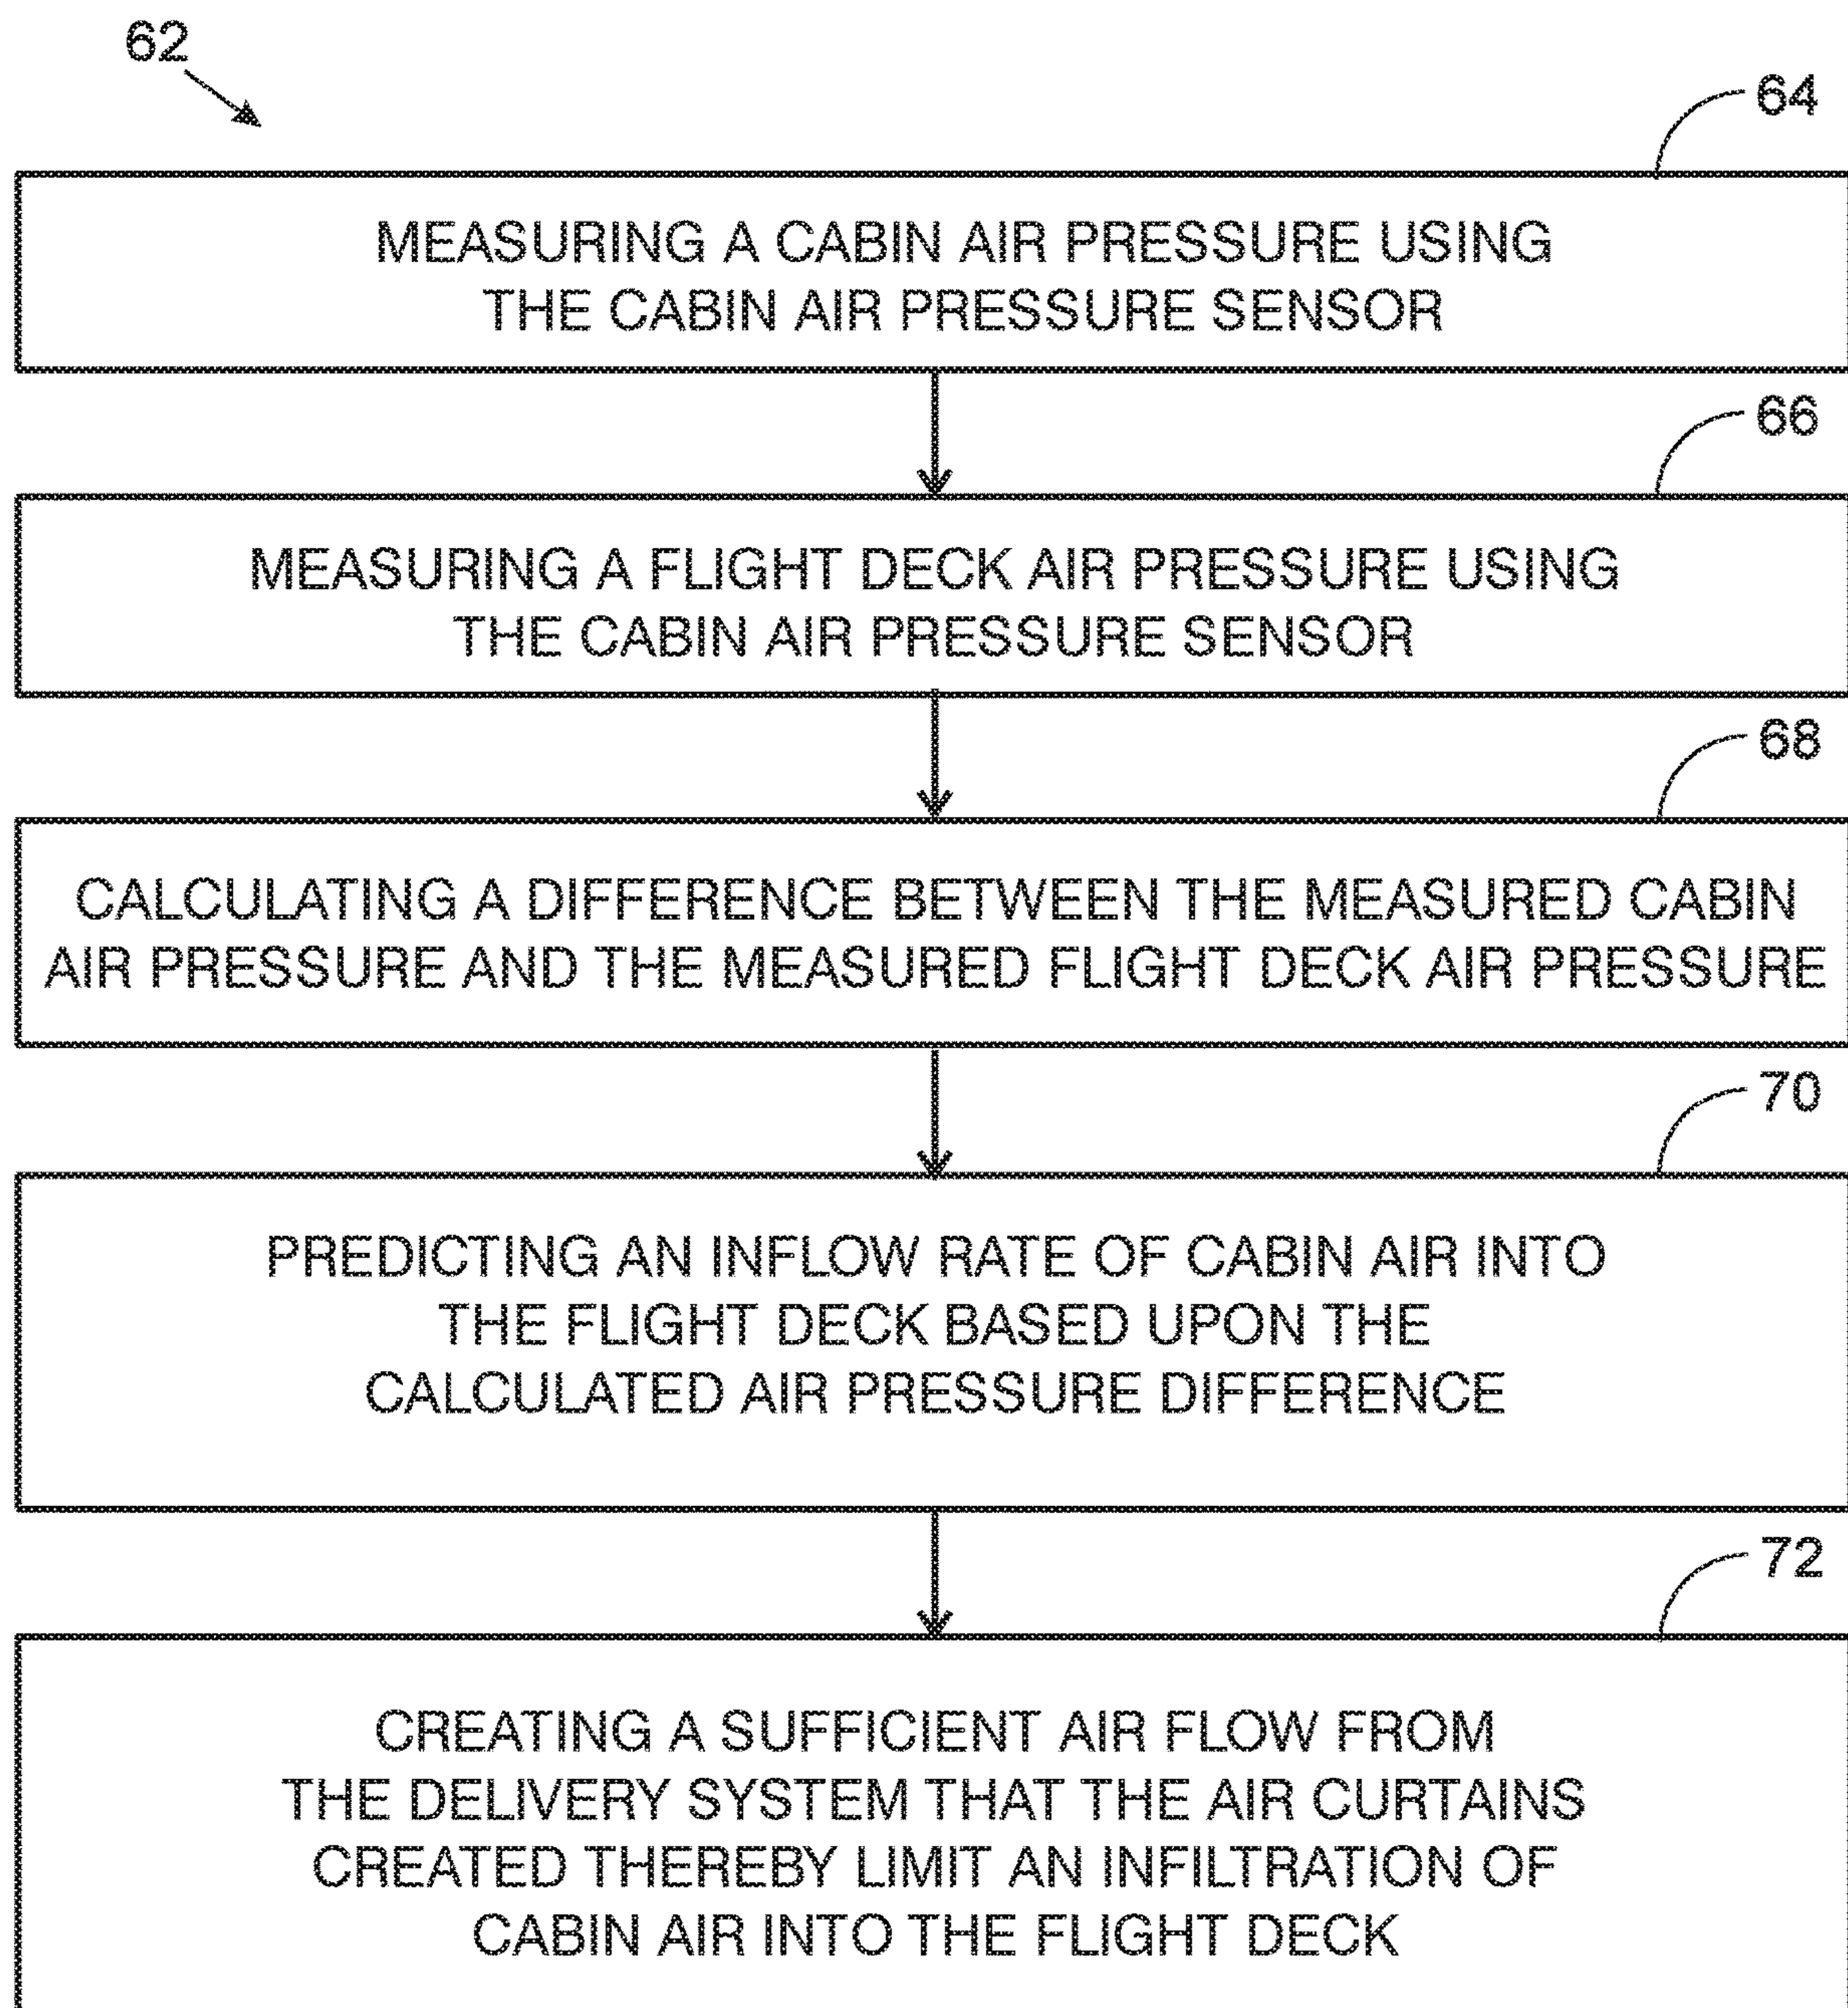 62
64
MEASURING A CABIN AIR PRESSURE USING
THE CABIN AIR PRESSURE SENSOR
66
MEASURING A FLIGHT DECK AIR PRESSURE USING
THE CABIN AIR PRESSURE SENSOR
68
CALCULATING A DIFFERENCE BETWEEN THE MEASURED CABIN
AIR PRESSURE AND THE MEASURED FLIGHT DECK AIR PRESSURE
70
PREDICTING AN INFLOW RATE OF CABIN AIR INTO
THE FLIGHT DECK BASED UPON THE
CALCULATED AIR PRESSURE DIFFERENCE
72
CREATING A SUFFICIENT AIR FLOW FROM
THE DELIVERY SYSTEM THAT THE AIR CURTAINS
CREATED THEREBY LIMIT AN INFILTRATION OF
CABIN AIR INTO THE FLIGHT DECK